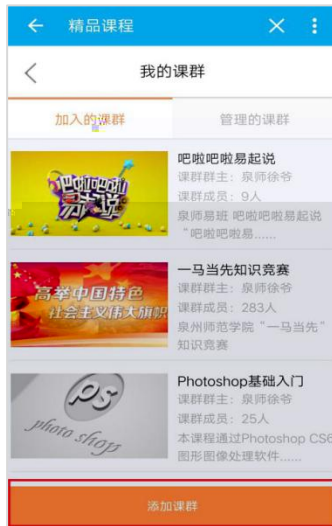 精品课程
我的课群
加入的课群
管理的课群
吧啦吧啦易起说
课群群主：泉师徐爷
课群成员：9人
泉师易班 吧啦吧啦易起说
“吧啦吧啦易......
吧啦吧啦
易起说
一马当先知识竞赛
课群群主：泉师徐爷
课群成员：283人
泉州师范学院“一马当先”
知识竞赛
高举中国特色
社会主义伟大旗帜
Photoshop基础入门
课群群主：泉师徐爷
课群成员：25人
本课程通过Photoshop CS6
图形图像处理软件......
PS
photo shop
添加课群